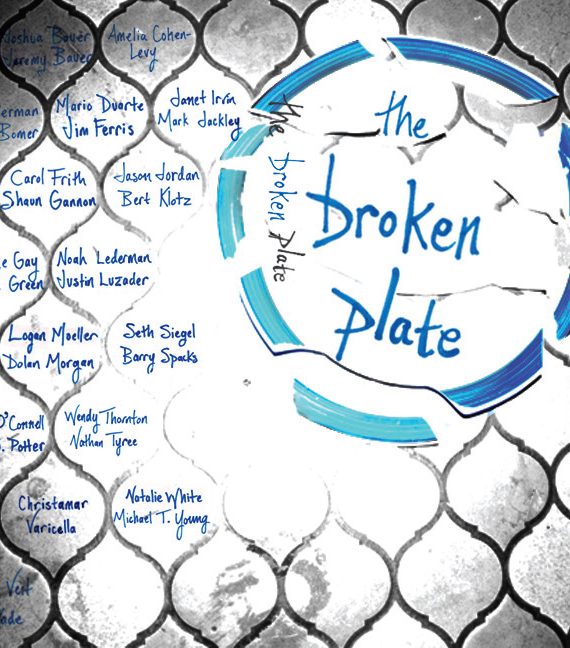 Joshua Bover
Jeremy Bauer
Amelia Cohen-
Levy
erman
Bomer
Mario Duarte
Jim Ferris
Janet Irvin
Mark Jackley
Carol Frith
Shaun Gannon
Jason Jordan
Bert Klotz
e Gay
Green
Noah Lederman
Justin Luzader
Logan Moeller
Dolan Morgan
Seth Siegel
Barry Spacks
O'Connell
. Potter
Wendy Thornton
Nathan Tyree
Christamar
Varicella
Natalie White
Michael T. Young
Veit
ade
the broken plate
the
broken
plate